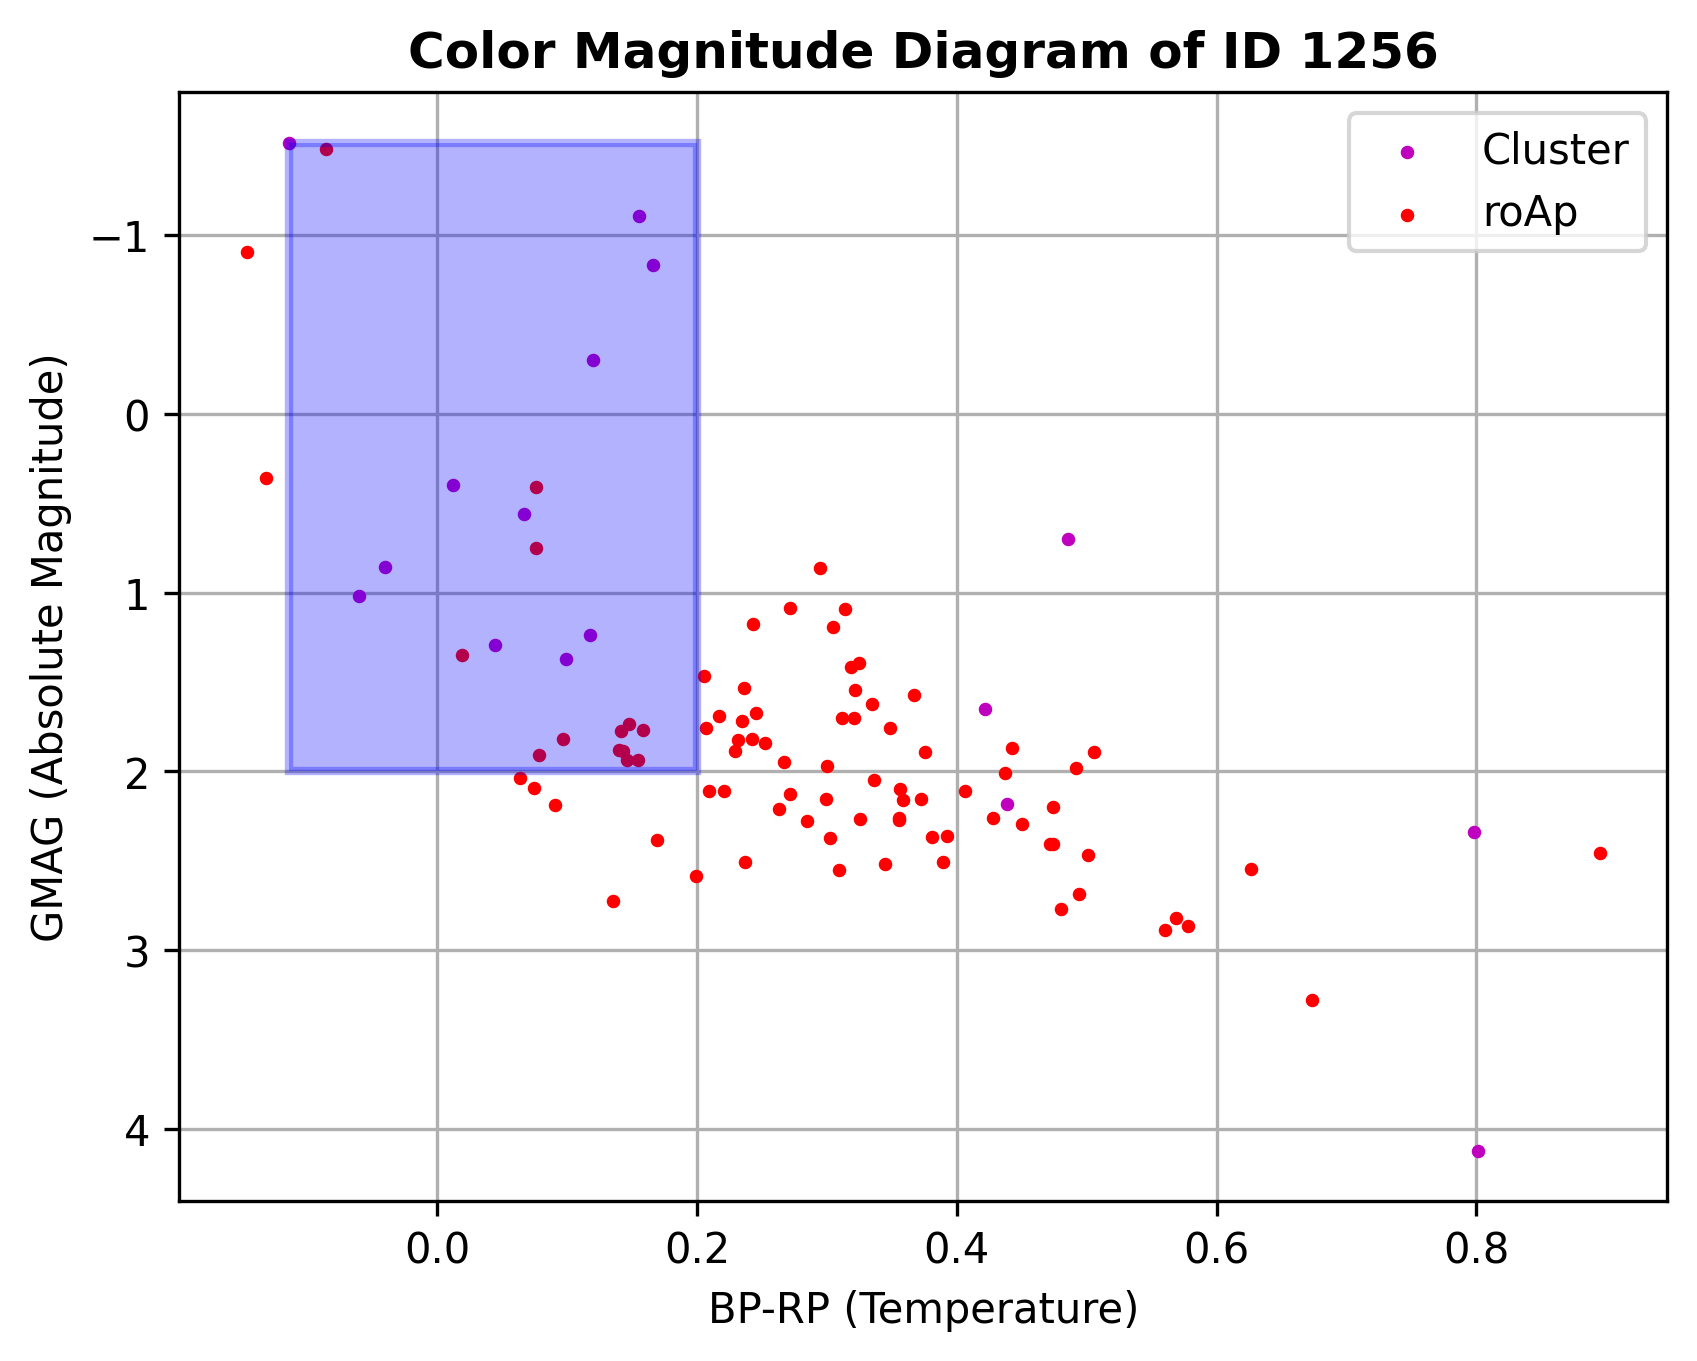 Color Magnitude Diagram of ID 1256
Cluster
roAp
−1
0
1
2
3
4
GMAG (Absolute Magnitude)
0.0 0.2 0.4 0.6 0.8
BP-RP (Temperature)